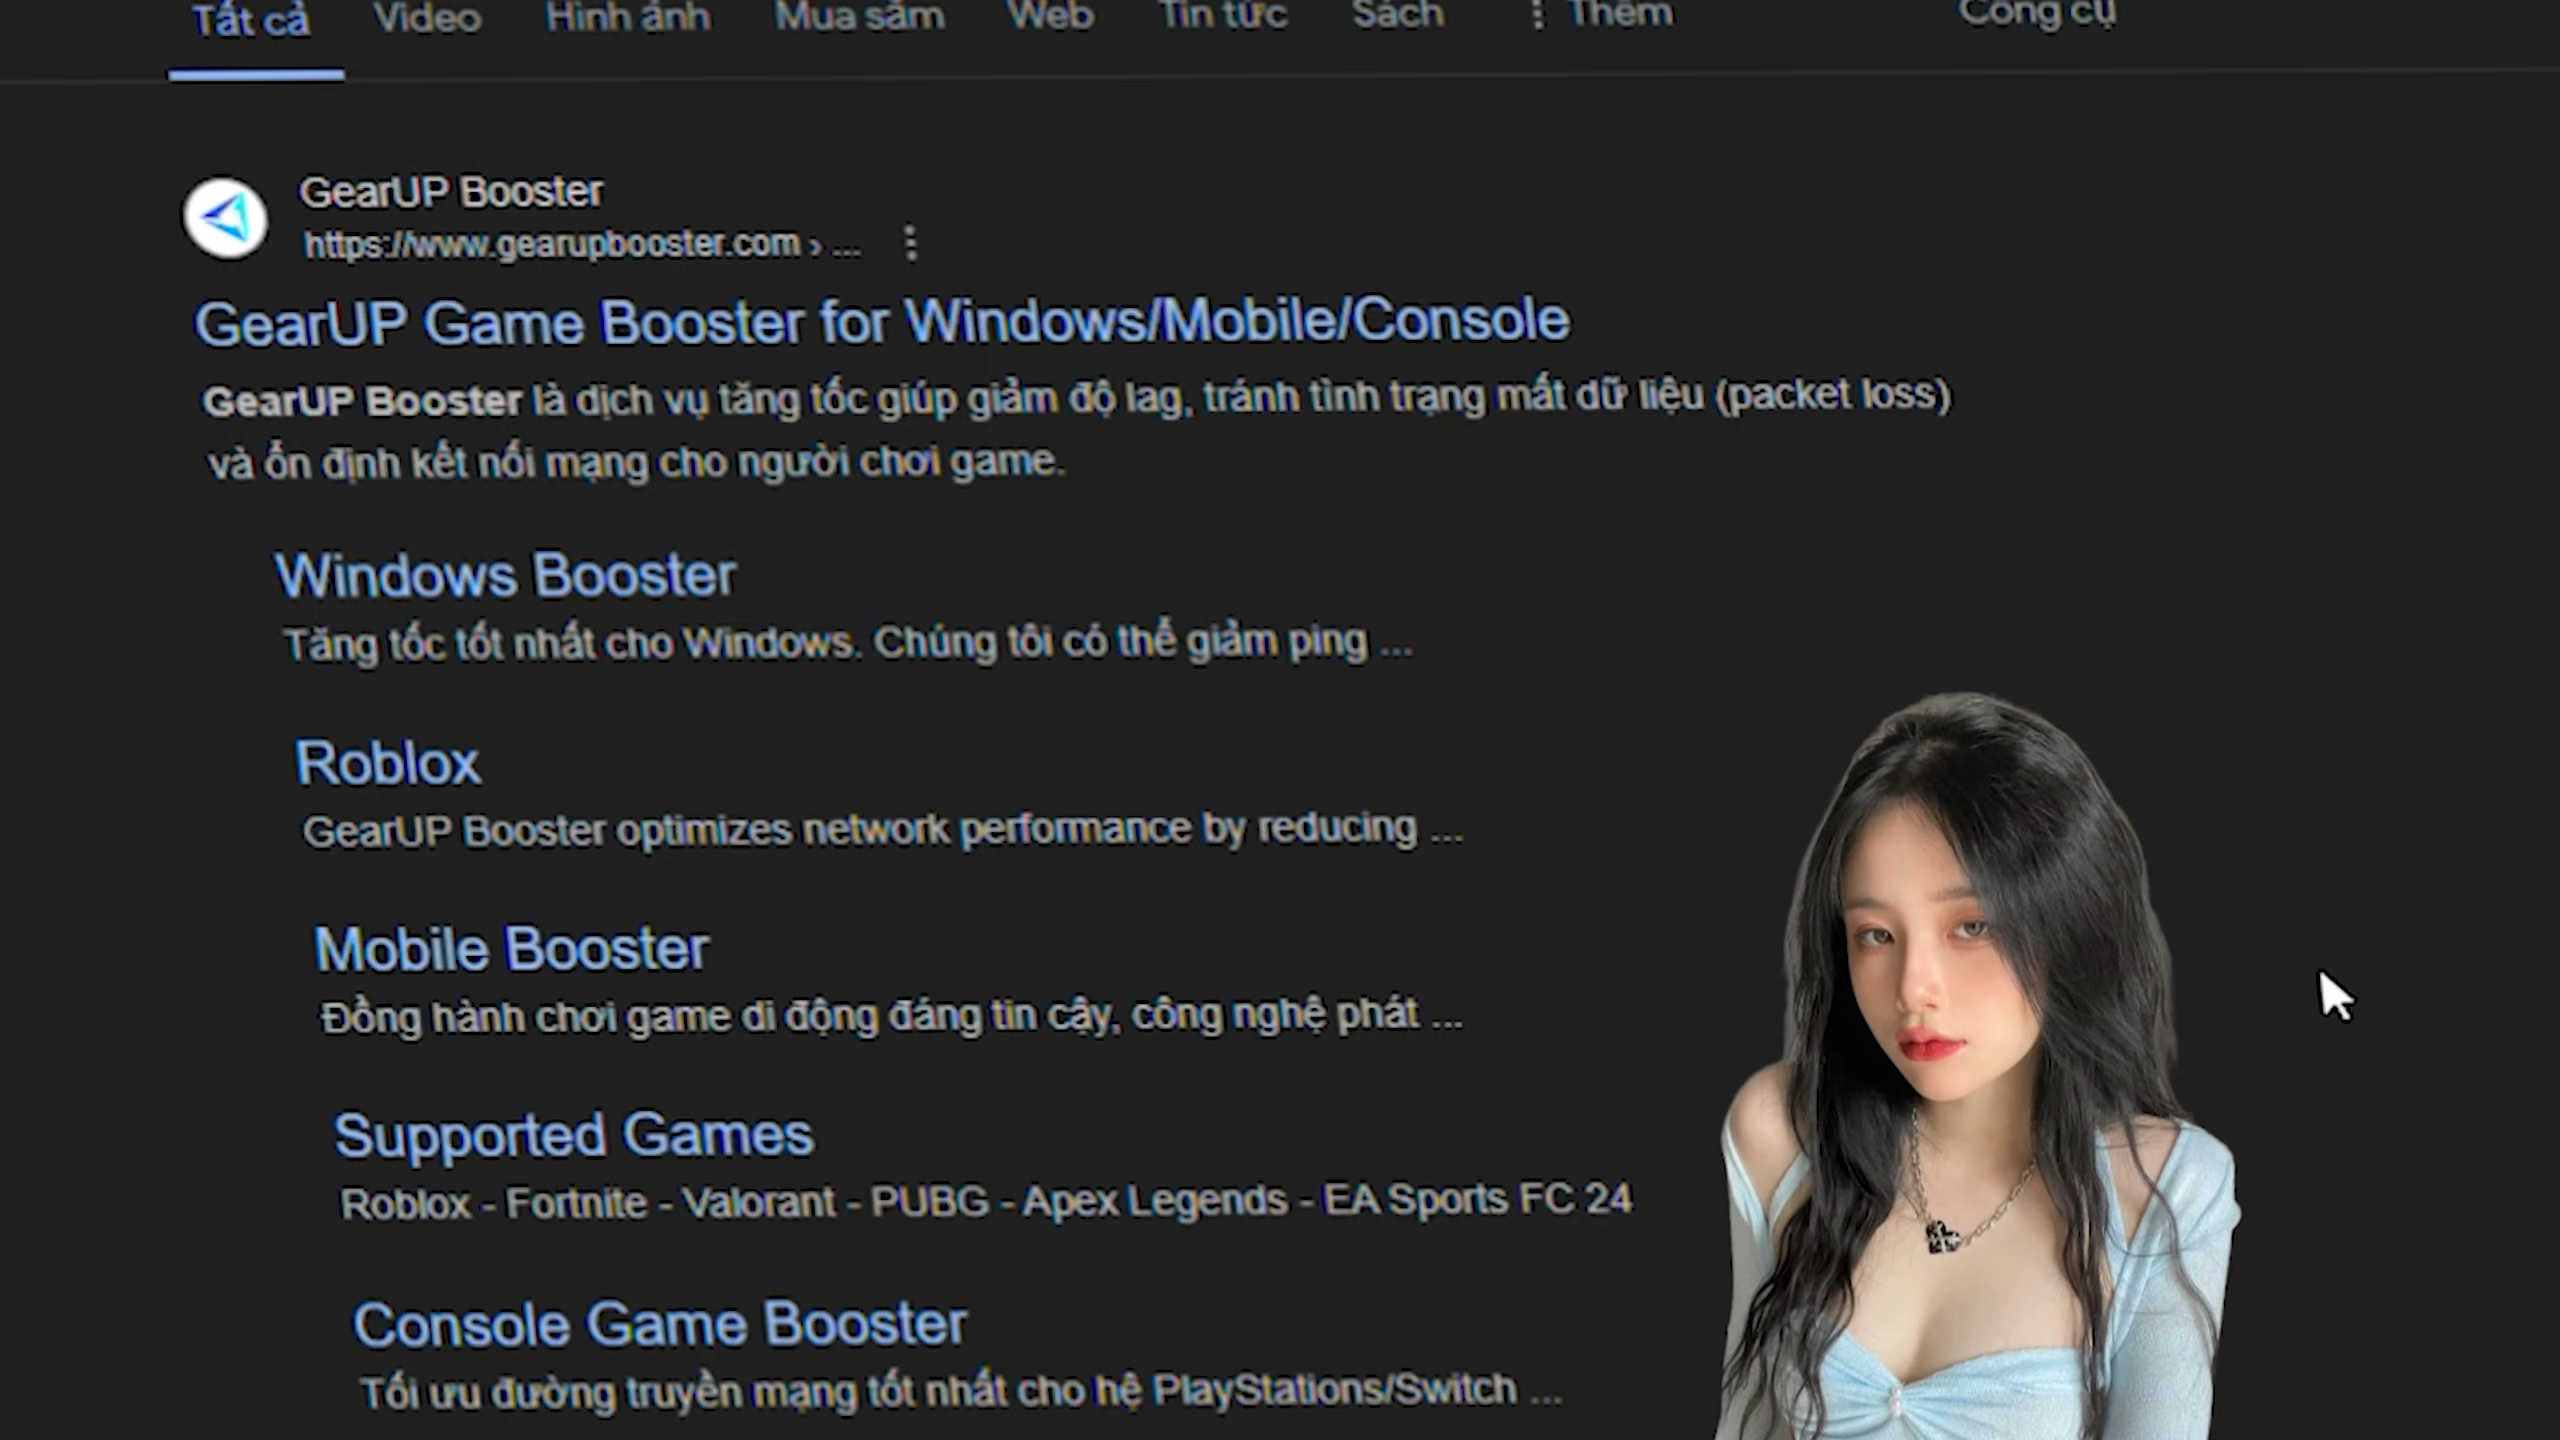 Tất cả Video Hình ảnh Mua sắm Web Tin tức Sách Thêm Công cụ
GearUP Booster
https://www.gearupbooster.com › ...
GearUP Game Booster for Windows/Mobile/Console
GearUP Booster là dịch vụ tăng tốc giúp giảm độ lag, tránh tình trạng mất dữ liệu (packet loss)
và ổn định kết nối mạng cho người chơi game.
Windows Booster
Tăng tốc tốt nhất cho Windows. Chúng tôi có thể giảm ping ...
Roblox
GearUP Booster optimizes network performance by reducing ...
Mobile Booster
Đồng hành chơi game di động đáng tin cậy, công nghệ phát ...
Supported Games
Roblox - Fortnite - Valorant - PUBG - Apex Legends - EA Sports FC 24
Console Game Booster
Tối ưu đường truyền mạng tốt nhất cho hệ PlayStations/Switch ...